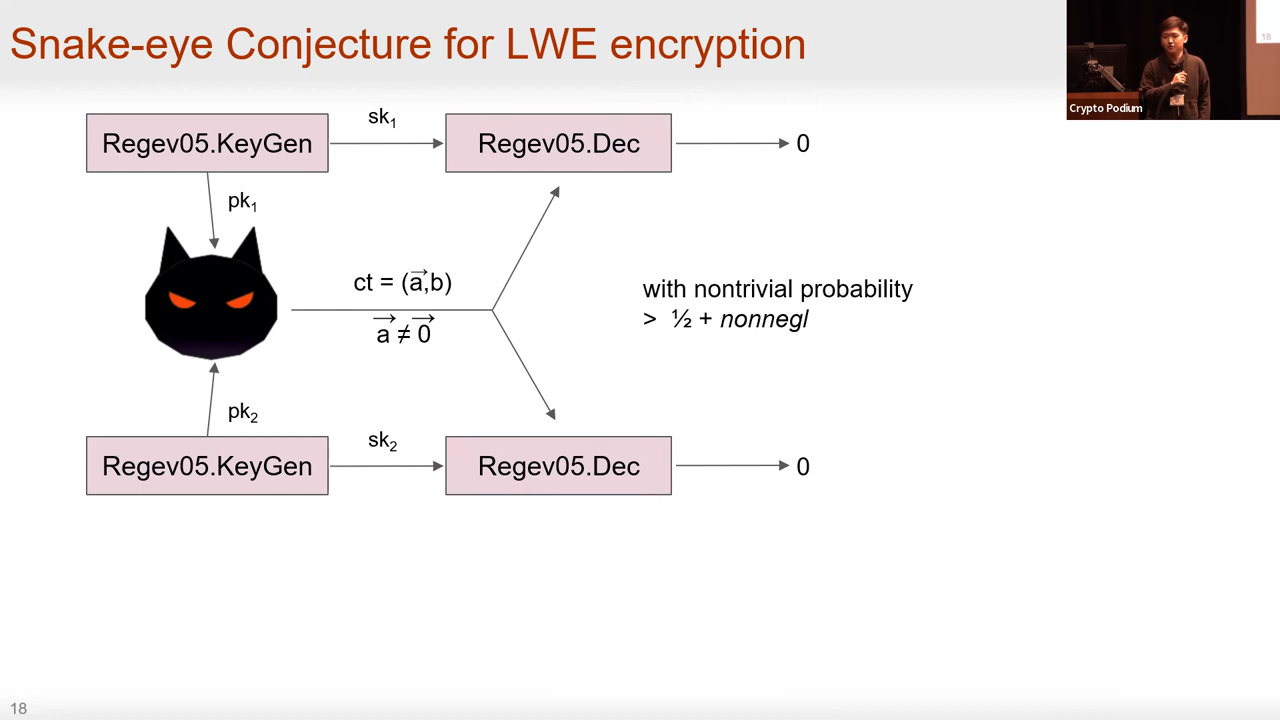 Snake-eye Conjecture for LWE encryption
18
Crypto Podium
Regev05.KeyGen
sk₁
Regev05.Dec
0
pk₁
ct = (a⃗,b)
a⃗ ≠ 0⃗
with nontrivial probability
> ½ + nonnegl
pk₂
Regev05.KeyGen
sk₂
Regev05.Dec
0
18